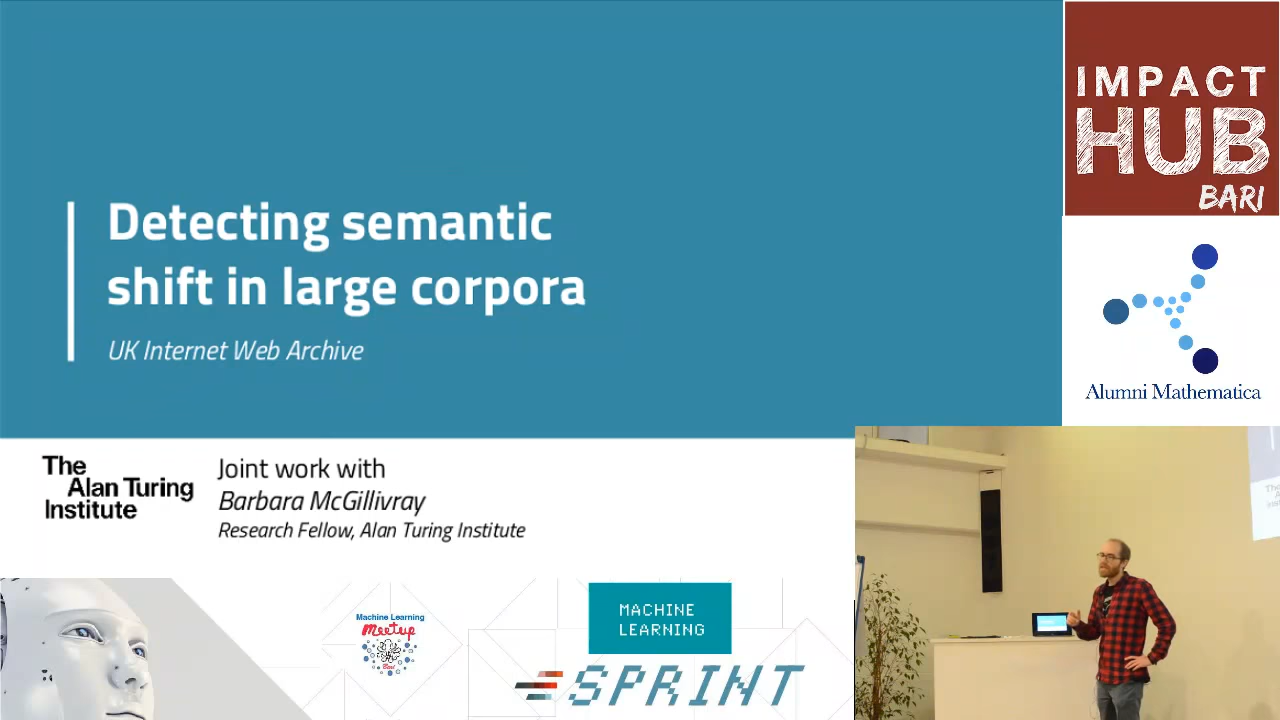 Detecting semantic
shift in large corpora
UK Internet Web Archive
The
Alan Turing
Institute
Joint work with
Barbara McGillivray
Research Fellow, Alan Turing Institute
IMPACT
HUB
BARI
Alumni Mathematica
Machine Learning
Meetup
Bari
MACHINE
LEARNING
SPRINT